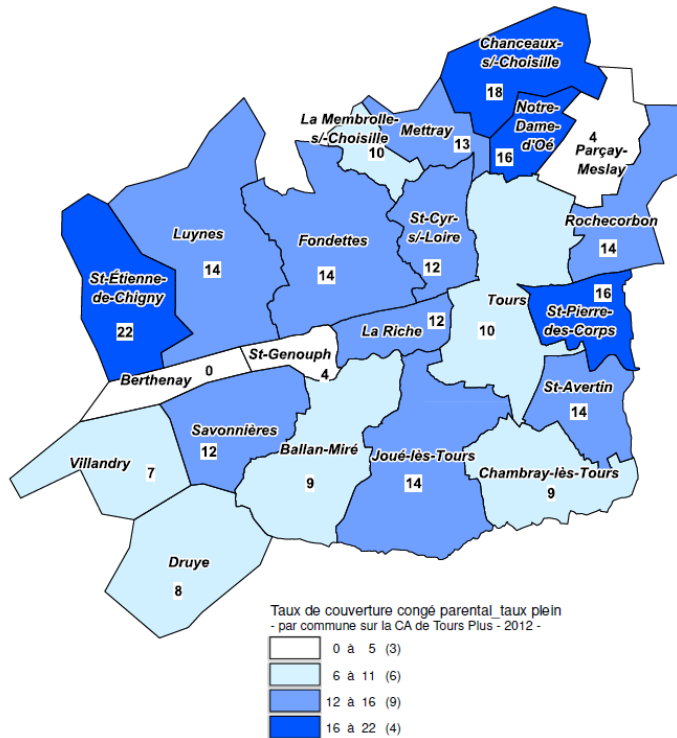 Chanceaux-
s/-Choisille
18
Notre-
Dame-
d'Oé
16
4
Parçay-
Meslay
La Membrolle-
s/-Choisille
10
Mettray
13
Rochecorbon
14
Luynes
14
Fondettes
14
St-Cyr-
s/-Loire
12
St-Étienne-
de-Chigny
22
Tours
10
16
St-Pierre-
des-Corps
La Riche
12
St-Genouph
4
Berthenay
0
St-Avertin
14
Savonnières
12
Villandry
7
Ballan-Miré
9
Joué-lès-Tours
14
Chambray-lès-Tours
9
Druye
8
Taux de couverture congé parental_taux plein
- par commune sur la CA de Tours Plus - 2012 -
0 à 5 (3)
6 à 11 (6)
12 à 16 (9)
16 à 22 (4)